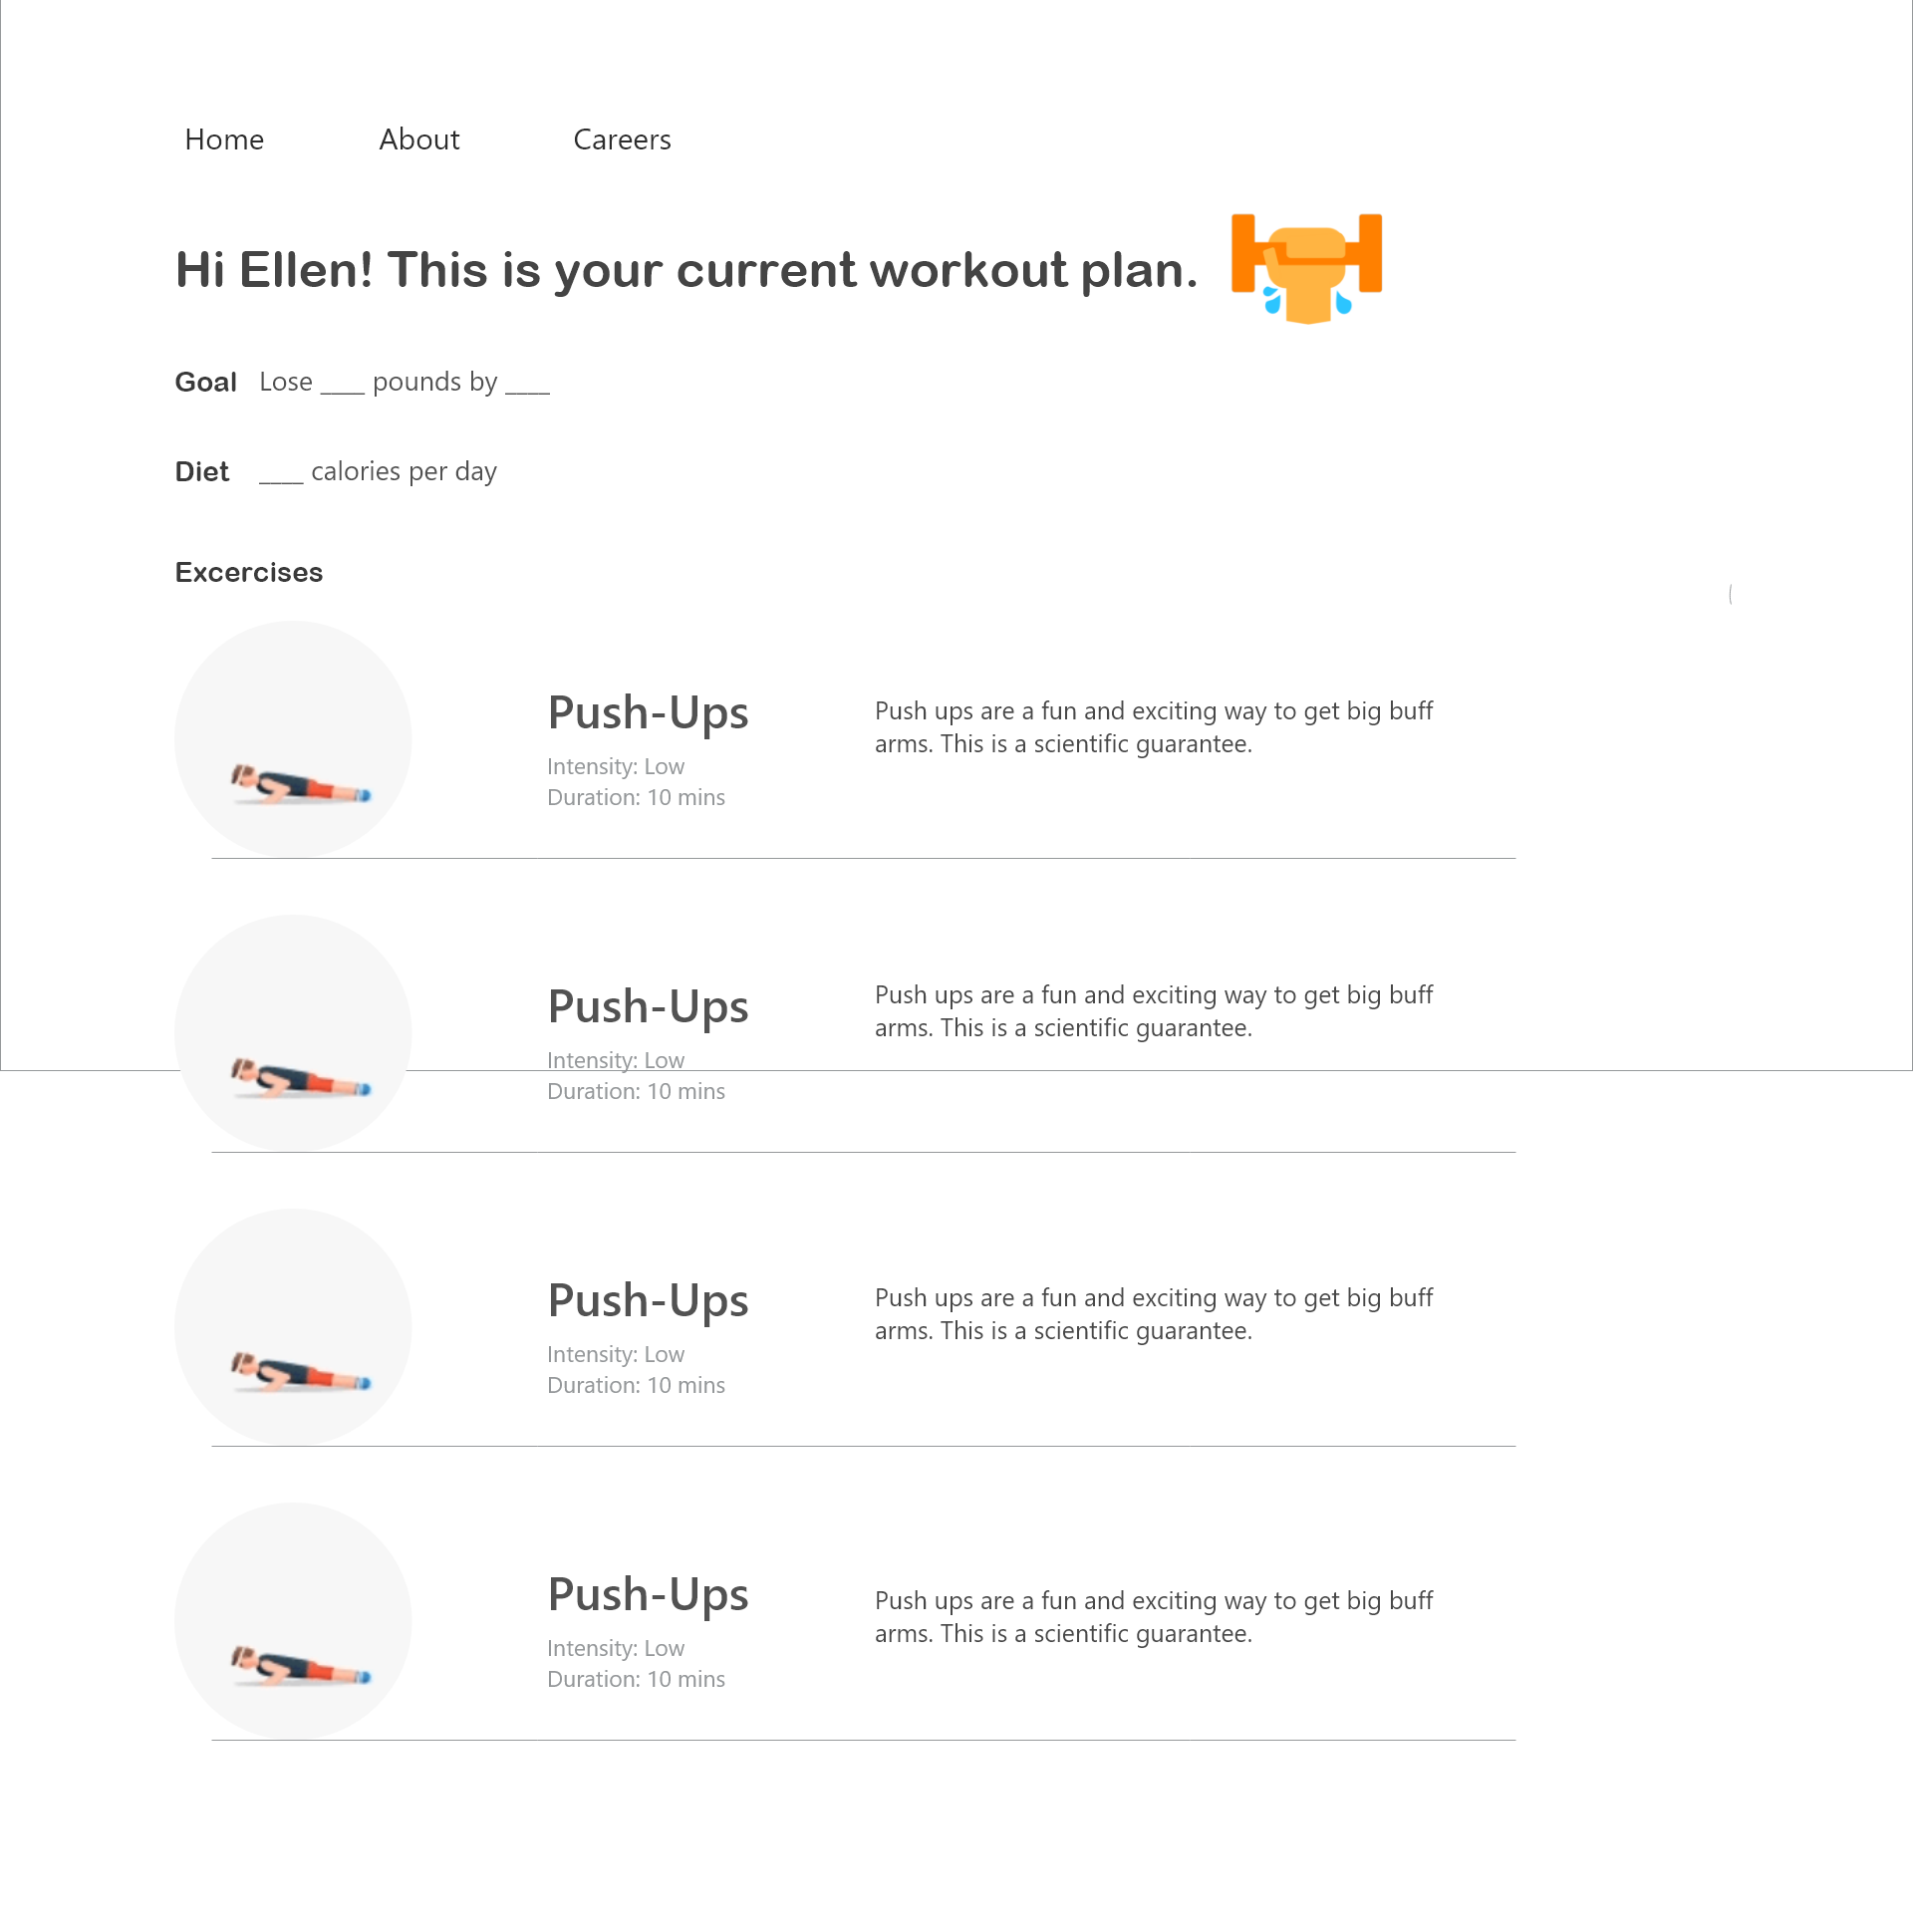 Home About Careers
Hi Ellen! This is your current workout plan.
Goal Lose ____ pounds by ____
Diet ____ calories per day
Excercises
(
Push-Ups
Intensity: Low
Duration: 10 mins
Push ups are a fun and exciting way to get big buff
arms. This is a scientific guarantee.
Push-Ups
Intensity: Low
Duration: 10 mins
Push ups are a fun and exciting way to get big buff
arms. This is a scientific guarantee.
Push-Ups
Intensity: Low
Duration: 10 mins
Push ups are a fun and exciting way to get big buff
arms. This is a scientific guarantee.
Push-Ups
Intensity: Low
Duration: 10 mins
Push ups are a fun and exciting way to get big buff
arms. This is a scientific guarantee.